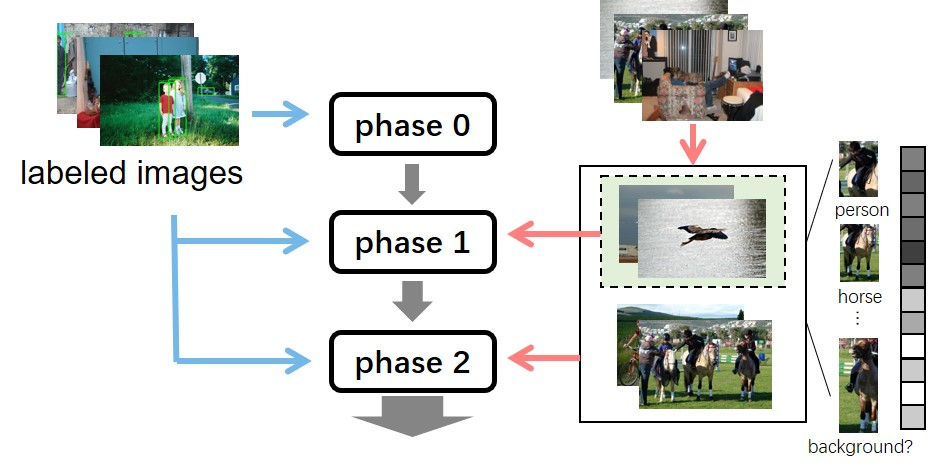 labeled images
phase 0
phase 1
phase 2
person
horse
...
background?